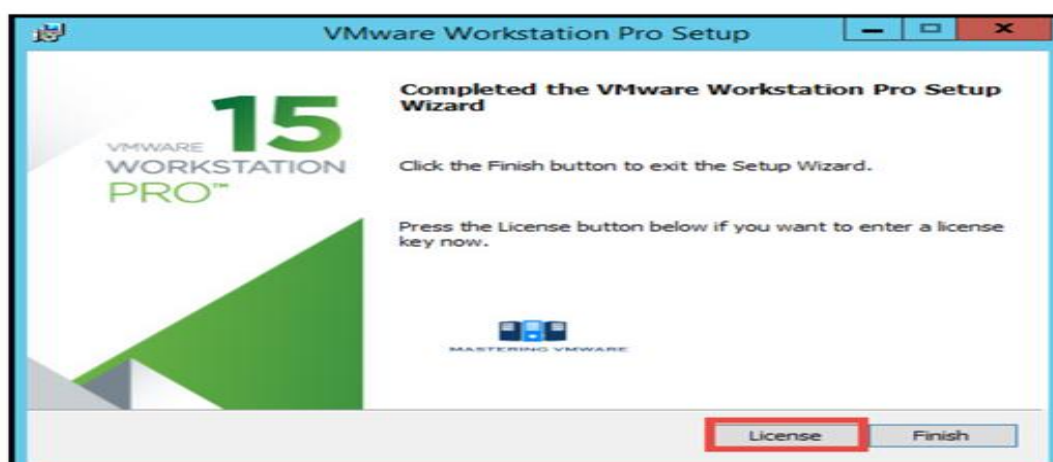 VMware Workstation Pro Setup
15
VMWARE
WORKSTATION
PRO™
Completed the VMware Workstation Pro Setup
Wizard
Click the Finish button to exit the Setup Wizard.
Press the License button below if you want to enter a license
key now.
MASTERING VMWARE
License
Finish